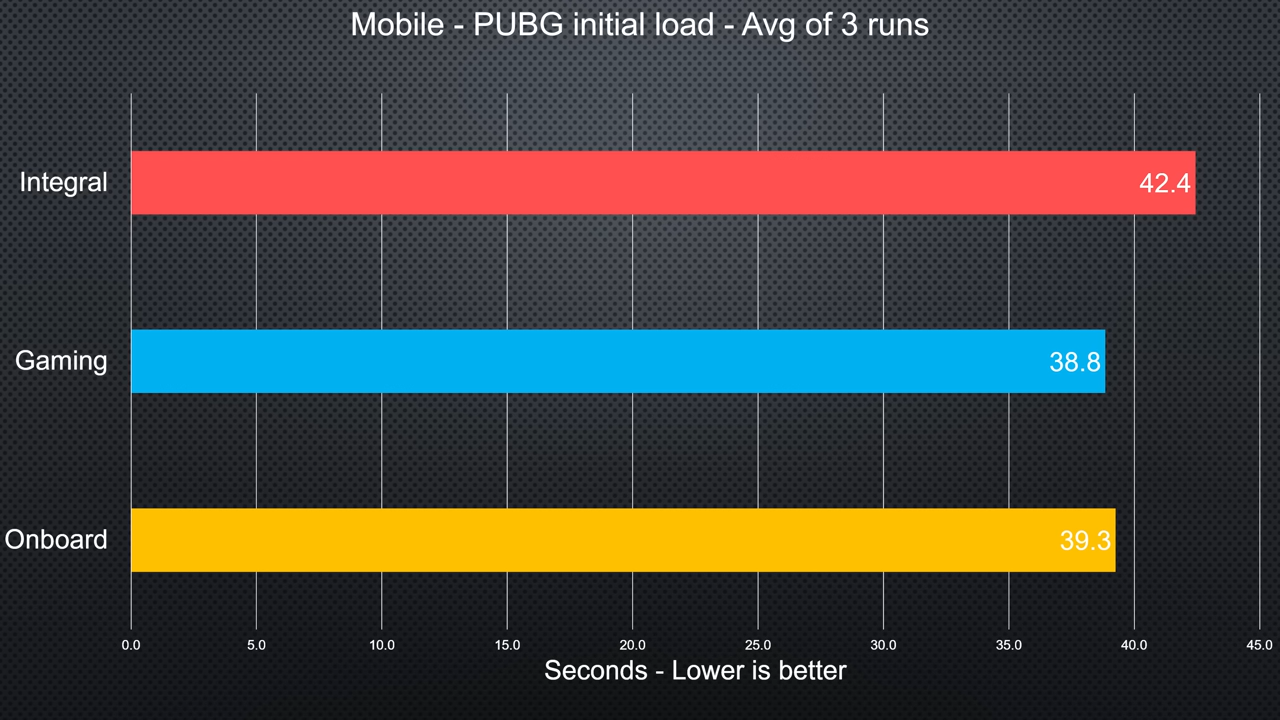 Mobile - PUBG initial load - Avg of 3 runs
Integral
42.4
Gaming
38.8
Onboard
39.3
0.0 5.0 10.0 15.0 20.0 25.0 30.0 35.0 40.0 45.0
Seconds - Lower is better